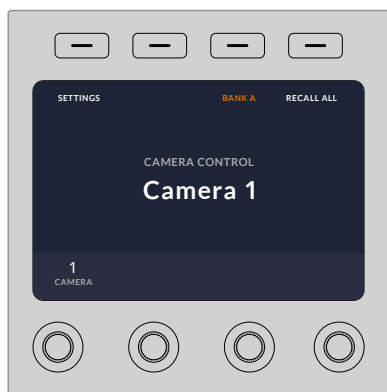 SETTINGS BANK A RECALL ALL
CAMERA CONTROL
Camera 1
1
CAMERA